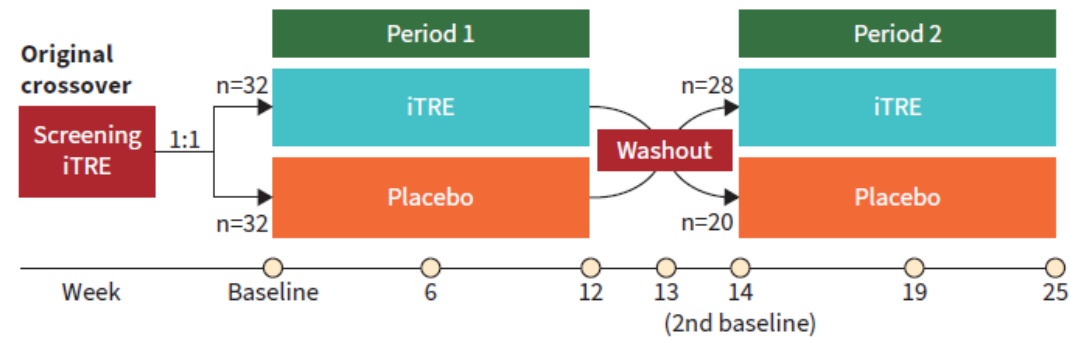 Period 1
Period 2
Original
crossover
Screening
iTRE
1:1
n=32
iTRE
n=32
Placebo
Washout
n=28
iTRE
n=20
Placebo
Week
Baseline
6
12
13
14
19
25
(2nd baseline)